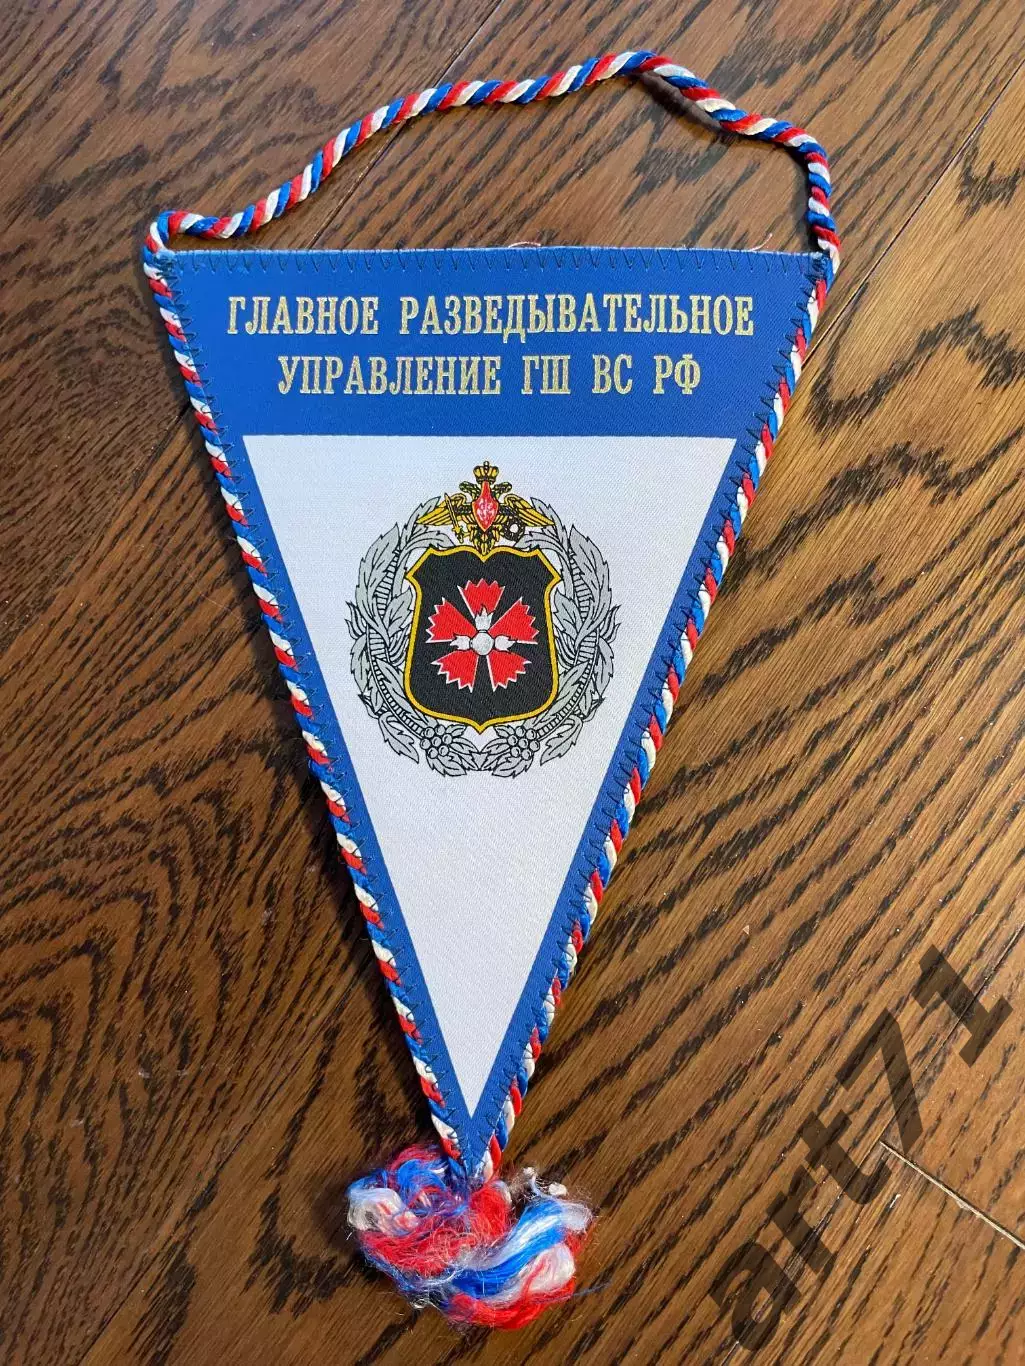 ГЛАВНОЕ РАЗВЕДЫВАТЕЛЬНОЕ
УПРАВЛЕНИЕ ГШ ВС РФ
art71